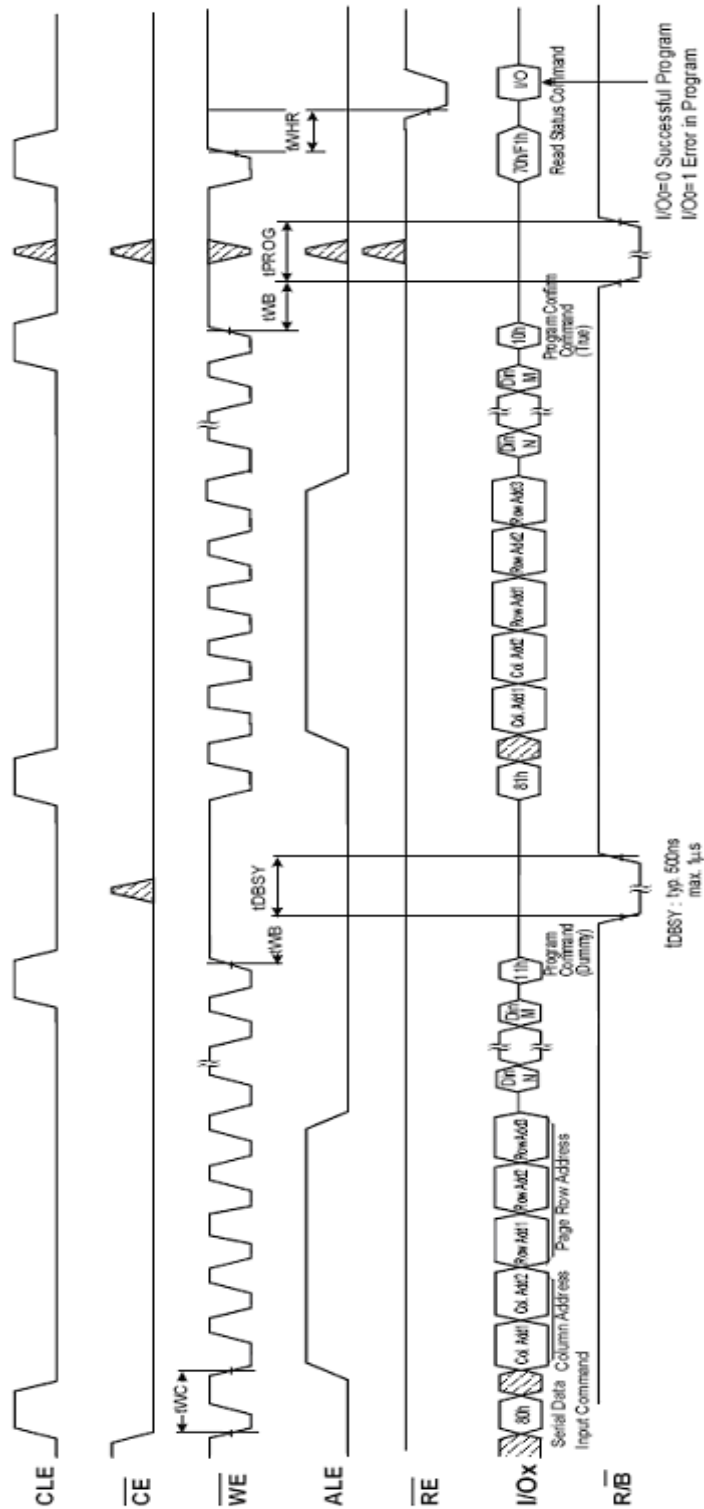 CLE
CE
WE
tWC
tWB
tDBSY
tWB
tPROG
tWHR
ALE
RE
I/Ox
80h
Col. Add1
Col. Add2
Row Add1
Row Add2
Row Add3
Din
N
Din
M
11h
81h
Col. Add1
Col. Add2
Row Add1
Row Add2
Row Add3
Din
N
Din
M
10h
70h/F1h
I/O
Serial Data
Input Command
Column Address
Page Row Address
Program
Command
(Dummy)
Program Confirm
Command
(True)
Read Status Command
R/B
tDBSY : typ. 500ns
max. 1µs
I/O0=0 Successful Program
I/O0=1 Error in Program